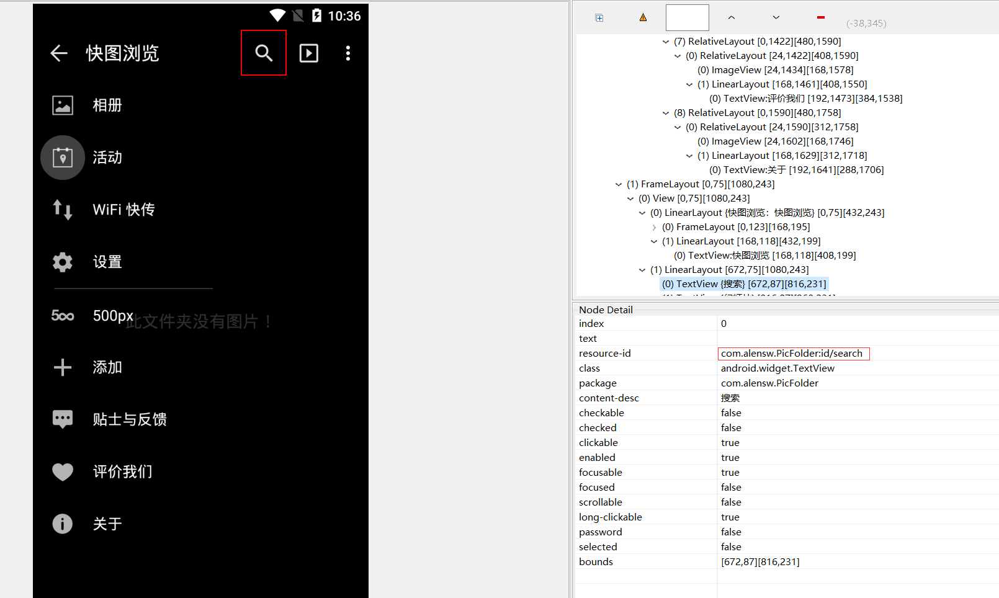 10:36
快图浏览
相册
活动
WiFi 快传
设置
500px
此文件夹没有图片！
添加
贴士与反馈
评价我们
关于
(-38,345)
(7) RelativeLayout [0,1422][480,1590]
(0) RelativeLayout [24,1422][408,1590]
(0) ImageView [24,1434][168,1578]
(1) LinearLayout [168,1461][408,1550]
(0) TextView:评价我们 [192,1473][384,1538]
(8) RelativeLayout [0,1590][480,1758]
(0) RelativeLayout [24,1590][312,1758]
(0) ImageView [24,1602][168,1746]
(1) LinearLayout [168,1629][312,1718]
(0) TextView:关于 [192,1641][288,1706]
(1) FrameLayout [0,75][1080,243]
(0) View [0,75][1080,243]
(0) LinearLayout {快图浏览：快图浏览} [0,75][432,243]
(0) FrameLayout [0,123][168,195]
(1) LinearLayout [168,118][432,199]
(0) TextView:快图浏览 [168,118][408,199]
(1) LinearLayout [672,75][1080,243]
(0) TextView {搜索} [672,87][816,231]
Node Detail
index 0
text
resource-id com.alensw.PicFolder:id/search
class android.widget.TextView
package com.alensw.PicFolder
content-desc 搜索
checkable false
checked false
clickable true
enabled true
focusable true
focused false
scrollable false
long-clickable true
password false
selected false
bounds [672,87][816,231]